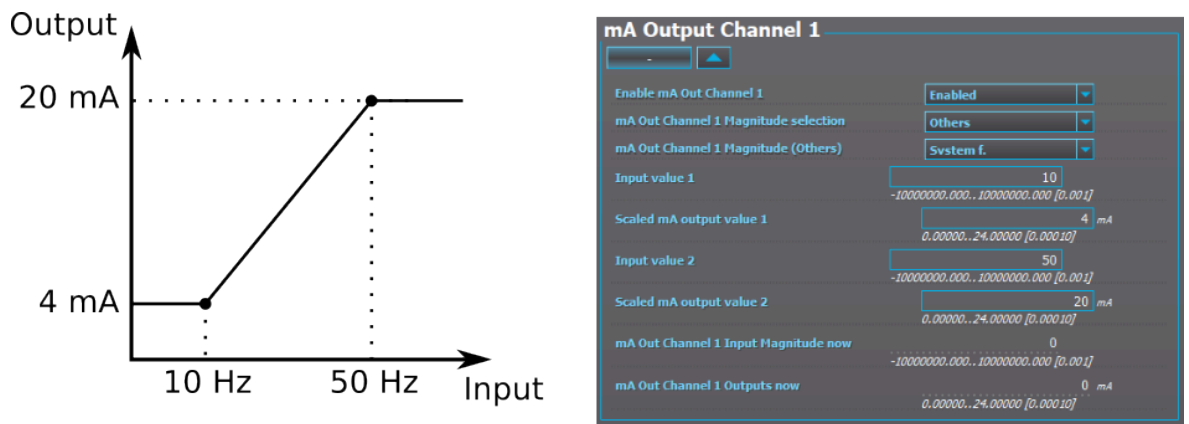 Output
20 mA
4 mA
10 Hz
50 Hz
Input
mA Output Channel 1
-
Enable mA Out Channel 1
Enabled
mA Out Channel 1 Magnitude selection
Others
mA Out Channel 1 Magnitude (Others)
System f.
Input value 1
10
-10000000.000..10000000.000 [0.001]
Scaled mA output value 1
4 mA
0.00000..24.00000 [0.00010]
Input value 2
50
-10000000.000..10000000.000 [0.001]
Scaled mA output value 2
20 mA
0.00000..24.00000 [0.00010]
mA Out Channel 1 Input Magnitude now
0
-10000000.000..10000000.000 [0.001]
mA Out Channel 1 Outputs now
0 mA
0.00000..24.00000 [0.00010]